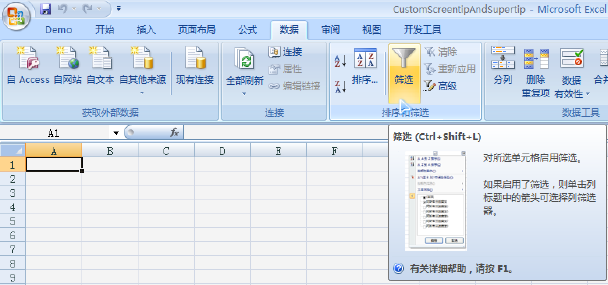 CustomScreentipAndSupertip - Microsoft Excel
Demo 开始 插入 页面布局 公式 数据 审阅 视图 开发工具
自 Access 自网站 自文本 自其他来源 现有连接
获取外部数据
全部刷新 连接 属性 编辑链接
连接
排序... 筛选 清除 重新应用 高级
排序和筛选
分列 删除重复项 数据有效性 合并
数据工具
A1 fx
A B C D E F
1
2
3
4
5
6
7
8
9
筛选 (Ctrl+Shift+L)
对所选单元格启用筛选。
如果启用了筛选，则单击列
标题中的箭头可选择列筛选
器。
有关详细帮助，请按 F1。